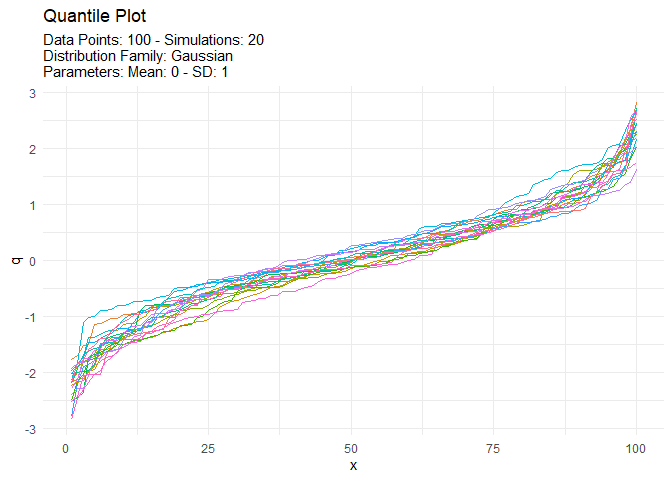 Quantile Plot
Data Points: 100 - Simulations: 20
Distribution Family: Gaussian
Parameters: Mean: 0 - SD: 1
3
2
1
0
-1
-2
-3
q
0 25 50 75 100
x